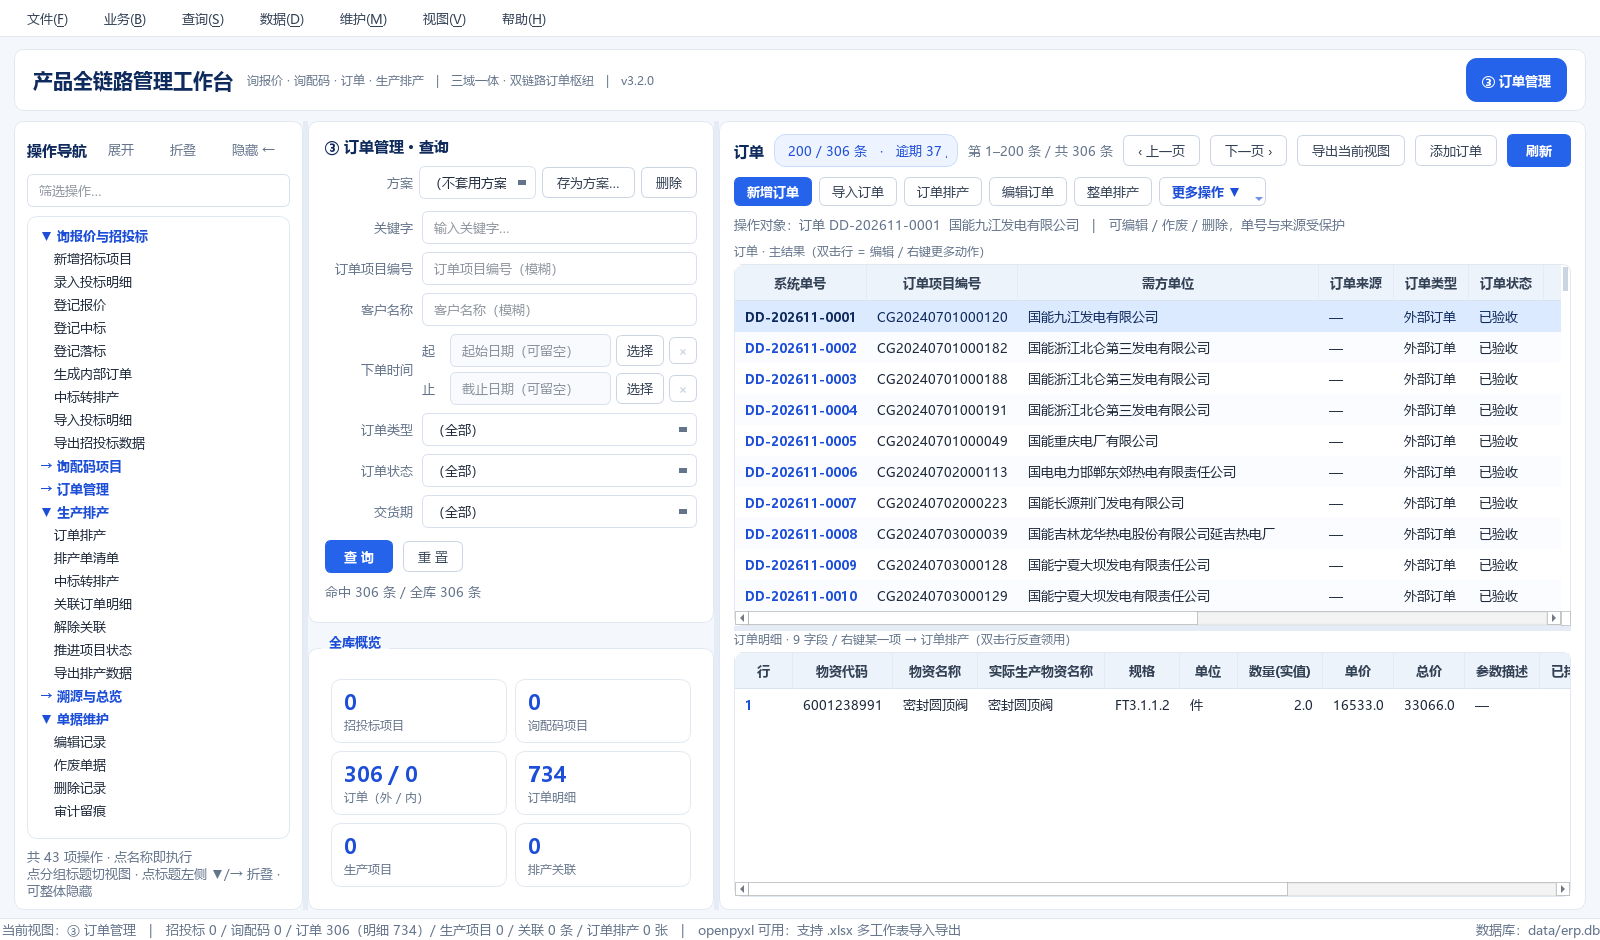 文件(F) 业务(B) 查询(S) 数据(D) 维护(M) 视图(V) 帮助(H)
产品全链路管理工作台 询报价 · 询配码 · 订单 · 生产排产 | 三域一体 · 双链路订单枢纽 | v3.2.0
③ 订单管理
操作导航 展开 折叠 隐藏 ←
筛选操作...
▼ 询报价与招投标
新增招标项目
录入投标明细
登记报价
登记中标
登记落标
生成内部订单
中标转排产
导入投标明细
导出招投标数据
→ 询配码项目
→ 订单管理
▼ 生产排产
订单排产
排产单清单
中标转排产
关联订单明细
解除关联
推进项目状态
导出排产数据
→ 溯源与总览
▼ 单据维护
编辑记录
作废单据
删除记录
审计留痕
共 43 项操作 · 点名称即执行
点分组标题切视图 · 点标题左侧 ▼/→ 折叠 ·
可整体隐藏
③ 订单管理 · 查询
方案 (不套用方案 存为方案... 删除
关键字 输入关键字...
订单项目编号 订单项目编号（模糊）
客户名称 客户名称（模糊）
下单时间
起 起始日期（可留空） 选择 ×
止 截止日期（可留空） 选择 ×
订单类型 （全部）
订单状态 （全部）
交货期 （全部）
查 询 重 置
命中 306 条 / 全库 306 条
全库概览
0
招投标项目
0
询配码项目
306 / 0
订单（外 / 内）
734
订单明细
0
生产项目
0
排产关联
订单 200 / 306 条 · 逾期 37 第 1–200 条 / 共 306 条 ‹ 上一页 下一页 › 导出当前视图 添加订单 刷新
新增订单 导入订单 订单排产 编辑订单 整单排产 更多操作 ▼
操作对象：订单 DD-202611-0001 国能九江发电有限公司 | 可编辑 / 作废 / 删除，单号与来源受保护
订单 · 主结果（双击行 = 编辑 / 右键更多动作）
系统单号 订单项目编号 需方单位 订单来源 订单类型 订单状态
DD-202611-0001 CG20240701000120 国能九江发电有限公司 — 外部订单 已验收
DD-202611-0002 CG20240701000182 国能浙江北仑第三发电有限公司 — 外部订单 已验收
DD-202611-0003 CG20240701000188 国能浙江北仑第三发电有限公司 — 外部订单 已验收
DD-202611-0004 CG20240701000191 国能浙江北仑第三发电有限公司 — 外部订单 已验收
DD-202611-0005 CG20240701000049 国能重庆电厂有限公司 — 外部订单 已验收
DD-202611-0006 CG20240702000113 国电电力邯郸东郊热电有限责任公司 — 外部订单 已验收
DD-202611-0007 CG20240702000223 国能长源荆门发电有限公司 — 外部订单 已验收
DD-202611-0008 CG20240703000039 国能吉林龙华热电股份有限公司延吉热电厂 — 外部订单 已验收
DD-202611-0009 CG20240703000128 国能宁夏大坝发电有限责任公司 — 外部订单 已验收
DD-202611-0010 CG20240703000129 国能宁夏大坝发电有限责任公司 — 外部订单 已验收
订单明细 · 9 字段 / 右键某一项 → 订单排产（双击行反查领用）
行 物资代码 物资名称 实际生产物资名称 规格 单位 数量(实值) 单价 总价 参数描述
1 6001238991 密封圆顶阀 密封圆顶阀 FT3.1.1.2 件 2.0 16533.0 33066.0 —
当前视图：③ 订单管理 | 招投标 0 / 询配码 0 / 订单 306（明细 734）/ 生产项目 0 / 关联 0 条 / 订单排产 0 张 | openpyxl 可用：支持 .xlsx 多工作表导入导出 数据库：data/erp.db